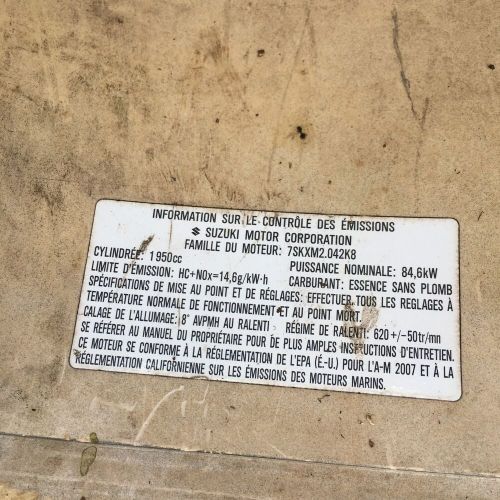 INFORMATION SUR LE CONTRÔLE DES ÉMISSIONS
SUZUKI MOTOR CORPORATION
FAMILLE DU MOTEUR: 7SKXM2.042K8
CYLINDRÉE: 1950cc PUISSANCE NOMINALE: 84,6kW
LIMITE D'ÉMISSION: HC+NOx=14,6g/kW·h CARBURANT: ESSENCE SANS PLOMB
SPÉCIFICATIONS DE MISE AU POINT ET DE RÉGLAGES: EFFECTUER TOUS LES REGLAGES À
TEMPÉRATURE NORMALE DE FONCTIONNEMENT ET AU POINT MORT.
CALAGE DE L'ALLUMAGE: 8° AVPMH AU RALENTI RÉGIME DE RALENTI: 620+/-50tr/mn
SE RÉFÉRER AU MANUEL DU PROPRIÉTAIRE POUR DE PLUS AMPLES INSTRUCTIONS D'ENTRETIEN.
CE MOTEUR SE CONFORME À LA RÉGLEMENTATION DE L'EPA (É.-U.) POUR L'A-M 2007 ET À LA
RÉGLEMENTATION CALIFORNIENNE SUR LES ÉMISSIONS DES MOTEURS MARINS.